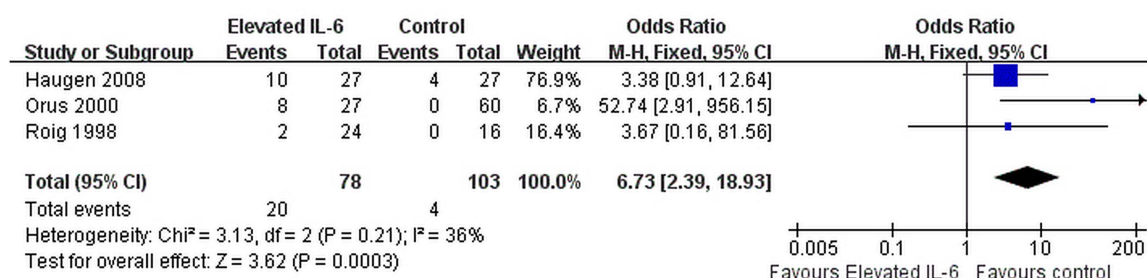 Elevated IL-6 Control Odds Ratio Odds Ratio
Study or Subgroup Events Total Events Total Weight M-H, Fixed, 95% CI M-H, Fixed, 95% CI
Haugen 2008 10 27 4 27 76.9% 3.38 [0.91, 12.64]
Orus 2000 8 27 0 60 6.7% 52.74 [2.91, 956.15]
Roig 1998 2 24 0 16 16.4% 3.67 [0.16, 81.56]
Total (95% CI) 78 103 100.0% 6.73 [2.39, 18.93]
Total events 20 4
Heterogeneity: Chi² = 3.13, df = 2 (P = 0.21); I² = 36%
Test for overall effect: Z = 3.62 (P = 0.0003)
0.005 0.1 1 10 200
Favours Elevated IL-6 Favours control